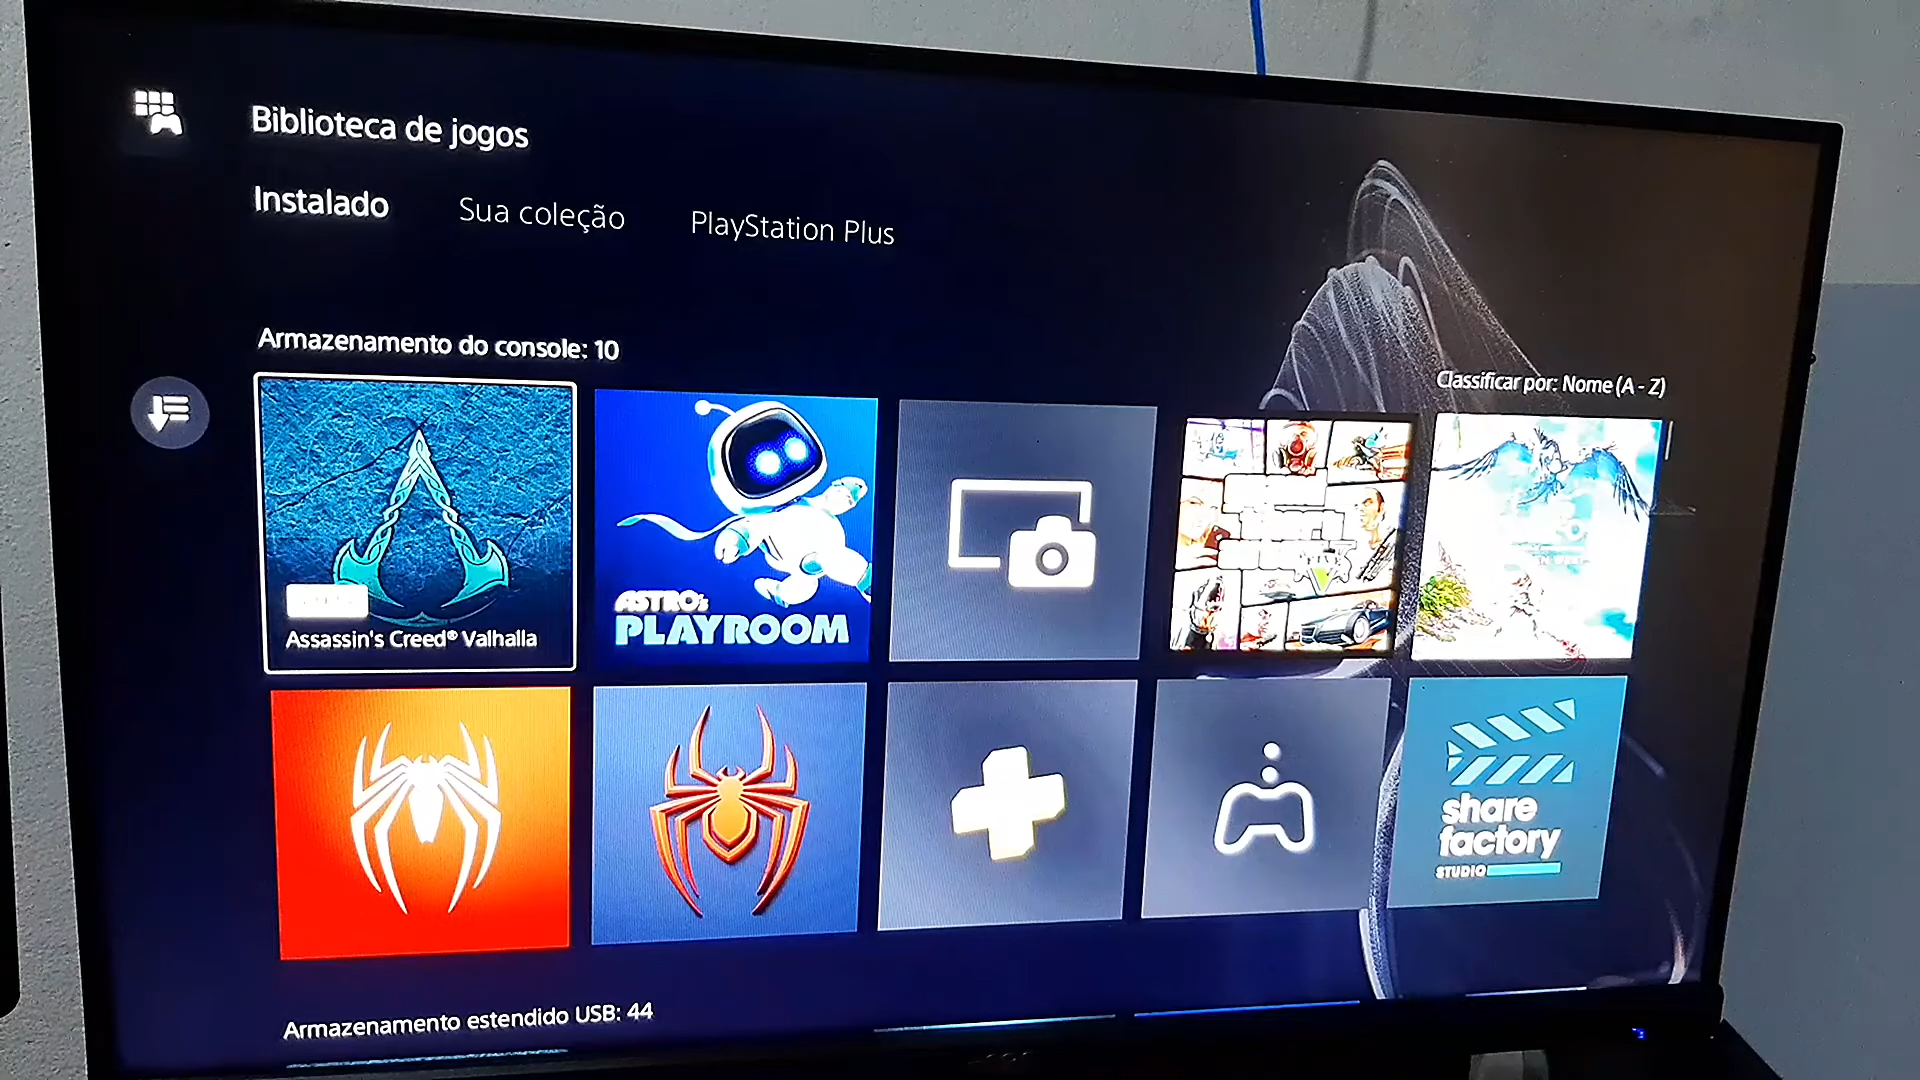 Biblioteca de jogos
Instalado Sua coleção PlayStation Plus
Armazenamento do console: 10
Classificar por: Nome (A - Z)
Assassin's Creed® Valhalla
ASTRO's
PLAYROOM
FIVE
share
factory
STUDIO
Armazenamento estendido USB: 44